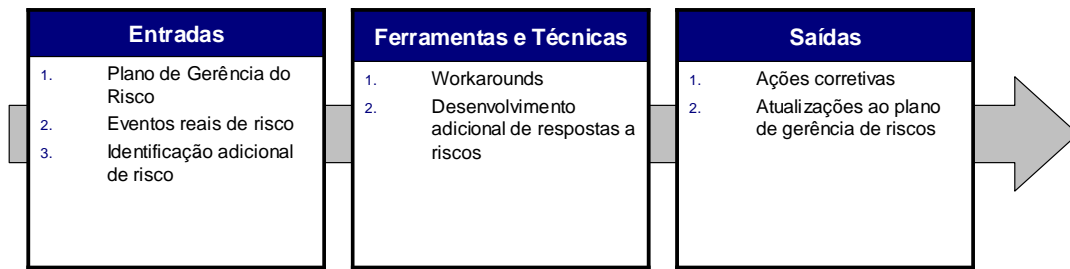 Entradas
1. Plano de Gerência do
Risco
2. Eventos reais de risco
3. Identificação adicional
de risco
Ferramentas e Técnicas
1. Workarounds
2. Desenvolvimento
adicional de respostas a
riscos
Saídas
1. Ações corretivas
2. Atualizações ao plano
de gerência de riscos